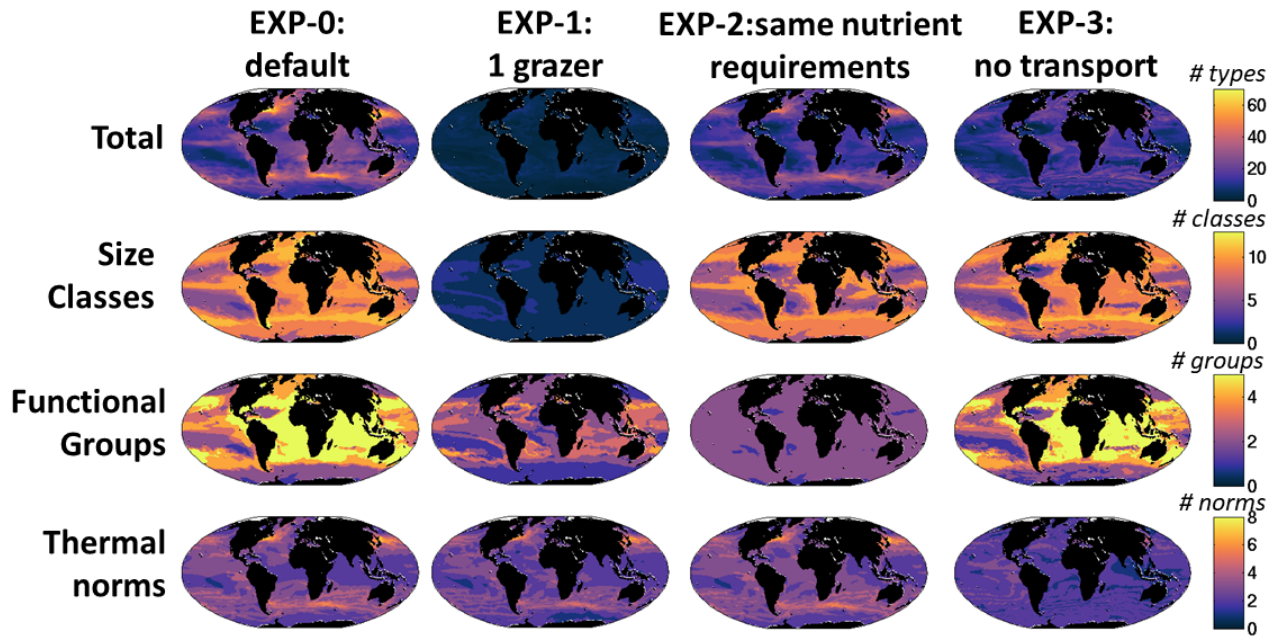 EXP-0:
default
EXP-1:
1 grazer
EXP-2:same nutrient
requirements
EXP-3:
no transport
# types
Total
60
40
20
0
# classes
Size
Classes
10
5
0
# groups
Functional
Groups
4
2
0
# norms
Thermal
norms
8
6
4
2
0